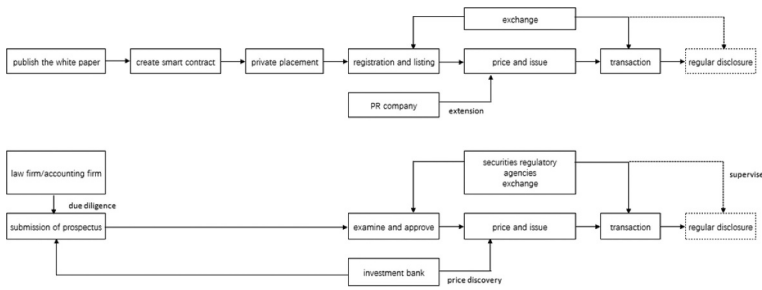 exchange
publish the white paper
create smart contract
private placement
registration and listing
price and issue
transaction
regular disclosure
PR company
extension
law firm/accounting firm
securities regulatory
agencies
exchange
supervise
due diligence
submission of prospectus
examine and approve
price and issue
transaction
regular disclosure
investment bank
price discovery